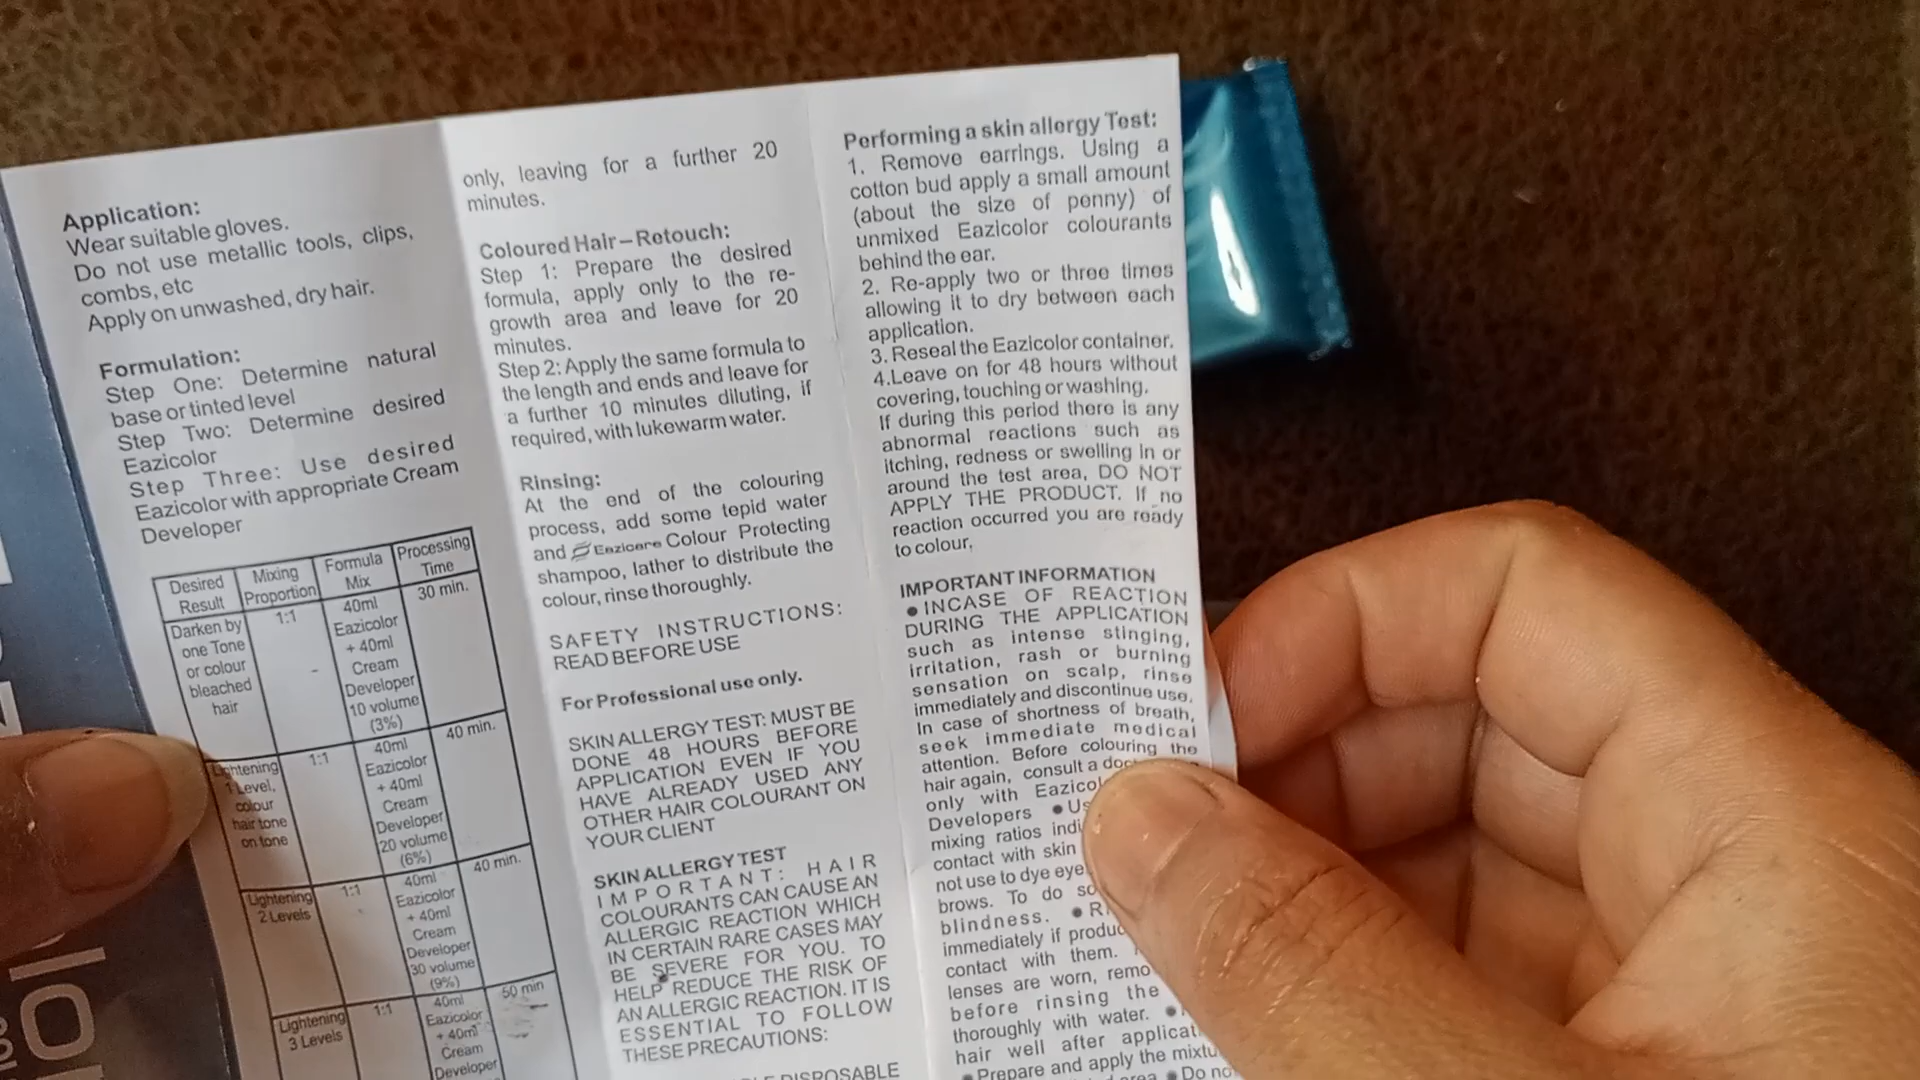 Application:
Wear suitable gloves.
Do not use metallic tools, clips,
combs, etc
Apply on unwashed, dry hair.
Formulation:
Step One: Determine natural
base or tinted level
Step Two: Determine desired
Eazicolor
Step Three: Use desired
Eazicolor with appropriate Cream
Developer
Desired
Result
Mixing
Proportion
Formula
Mix
Processing
Time
Darken by
one Tone
or colour
bleached
hair
1:1
40ml
Eazicolor
+ 40ml
Cream
Developer
10 volume
(3%)
30 min.
Lightening
1 Level,
colour
hair tone
on tone
1:1
40ml
Eazicolor
+ 40ml
Cream
Developer
20 volume
(6%)
40 min.
Lightening
2 Levels
1:1
40ml
Eazicolor
+ 40ml
Cream
Developer
30 volume
(9%)
40 min.
Lightening
3 Levels
1:1
40ml
Eazicolor
+ 40ml
Cream
Developer
50 min
only, leaving for a further 20
minutes.
Coloured Hair – Retouch:
Step 1: Prepare the desired
formula, apply only to the re-
growth area and leave for 20
minutes.
Step 2: Apply the same formula to
the length and ends and leave for
a further 10 minutes diluting, if
required, with lukewarm water.
Rinsing:
At the end of the colouring
process, add some tepid water
and Eazicare Colour Protecting
shampoo, lather to distribute the
colour, rinse thoroughly.
SAFETY INSTRUCTIONS:
READ BEFORE USE
For Professional use only.
SKIN ALLERGY TEST: MUST BE
DONE 48 HOURS BEFORE
APPLICATION EVEN IF YOU
HAVE ALREADY USED ANY
OTHER HAIR COLOURANT ON
YOUR CLIENT
SKIN ALLERGY TEST
IMPORTANT: HAIR
COLOURANTS CAN CAUSE AN
ALLERGIC REACTION WHICH
IN CERTAIN RARE CASES MAY
BE SEVERE FOR YOU. TO
HELP REDUCE THE RISK OF
AN ALLERGIC REACTION. IT IS
ESSENTIAL TO FOLLOW
THESE PRECAUTIONS:
DISPOSABLE
Performing a skin allergy Test:
1. Remove earrings. Using a
cotton bud apply a small amount
(about the size of penny) of
unmixed Eazicolor colourants
behind the ear.
2. Re-apply two or three times
allowing it to dry between each
application.
3. Reseal the Eazicolor container.
4.Leave on for 48 hours without
covering, touching or washing.
If during this period there is any
abnormal reactions such as
itching, redness or swelling in or
around the test area, DO NOT
APPLY THE PRODUCT. If no
reaction occurred you are ready
to colour.
IMPORTANT INFORMATION
• INCASE OF REACTION
DURING THE APPLICATION
such as intense stinging,
irritation, rash or burning
sensation on scalp, rinse
immediately and discontinue use.
In case of shortness of breath,
seek immediate medical
attention. Before colouring the
hair again, consult a
only with
Developers •
mixing ratios
contact with skin
not use to dye
brows. To do
blindness. •
immediately if
contact with them.
lenses are worn,
before rinsing the
thoroughly with water. •
hair well after
• Prepare and apply the
• Do